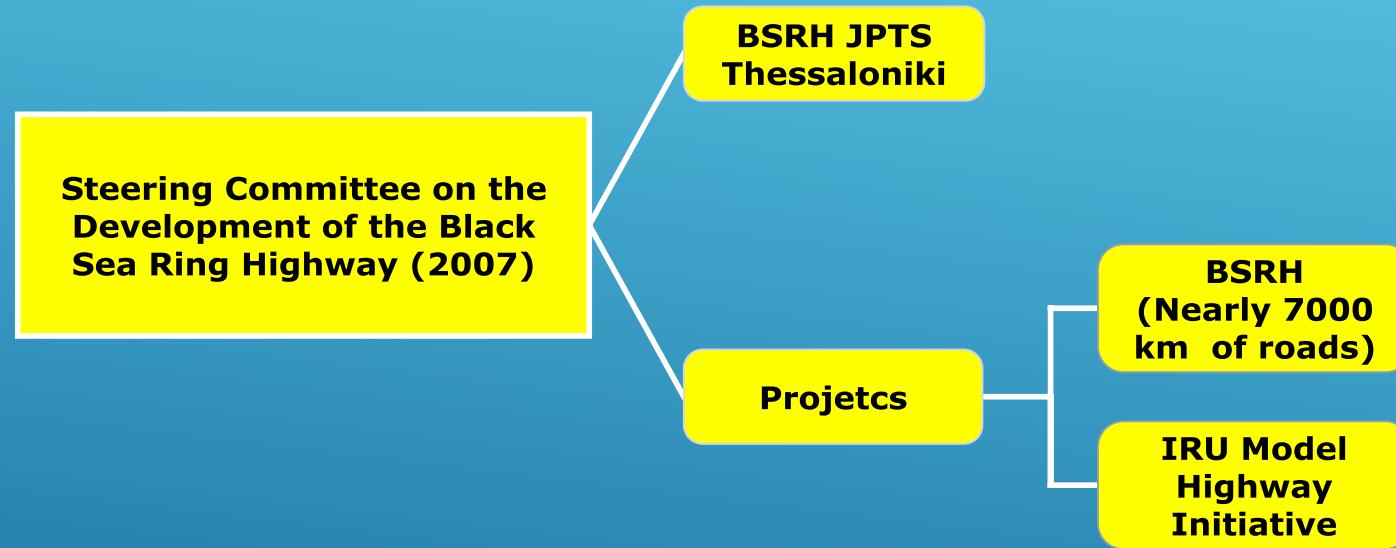 BSRH JPTS
Thessaloniki
Steering Committee on the
Development of the Black
Sea Ring Highway (2007)
BSRH
(Nearly 7000
km of roads)
Projetcs
IRU Model
Highway
Initiative